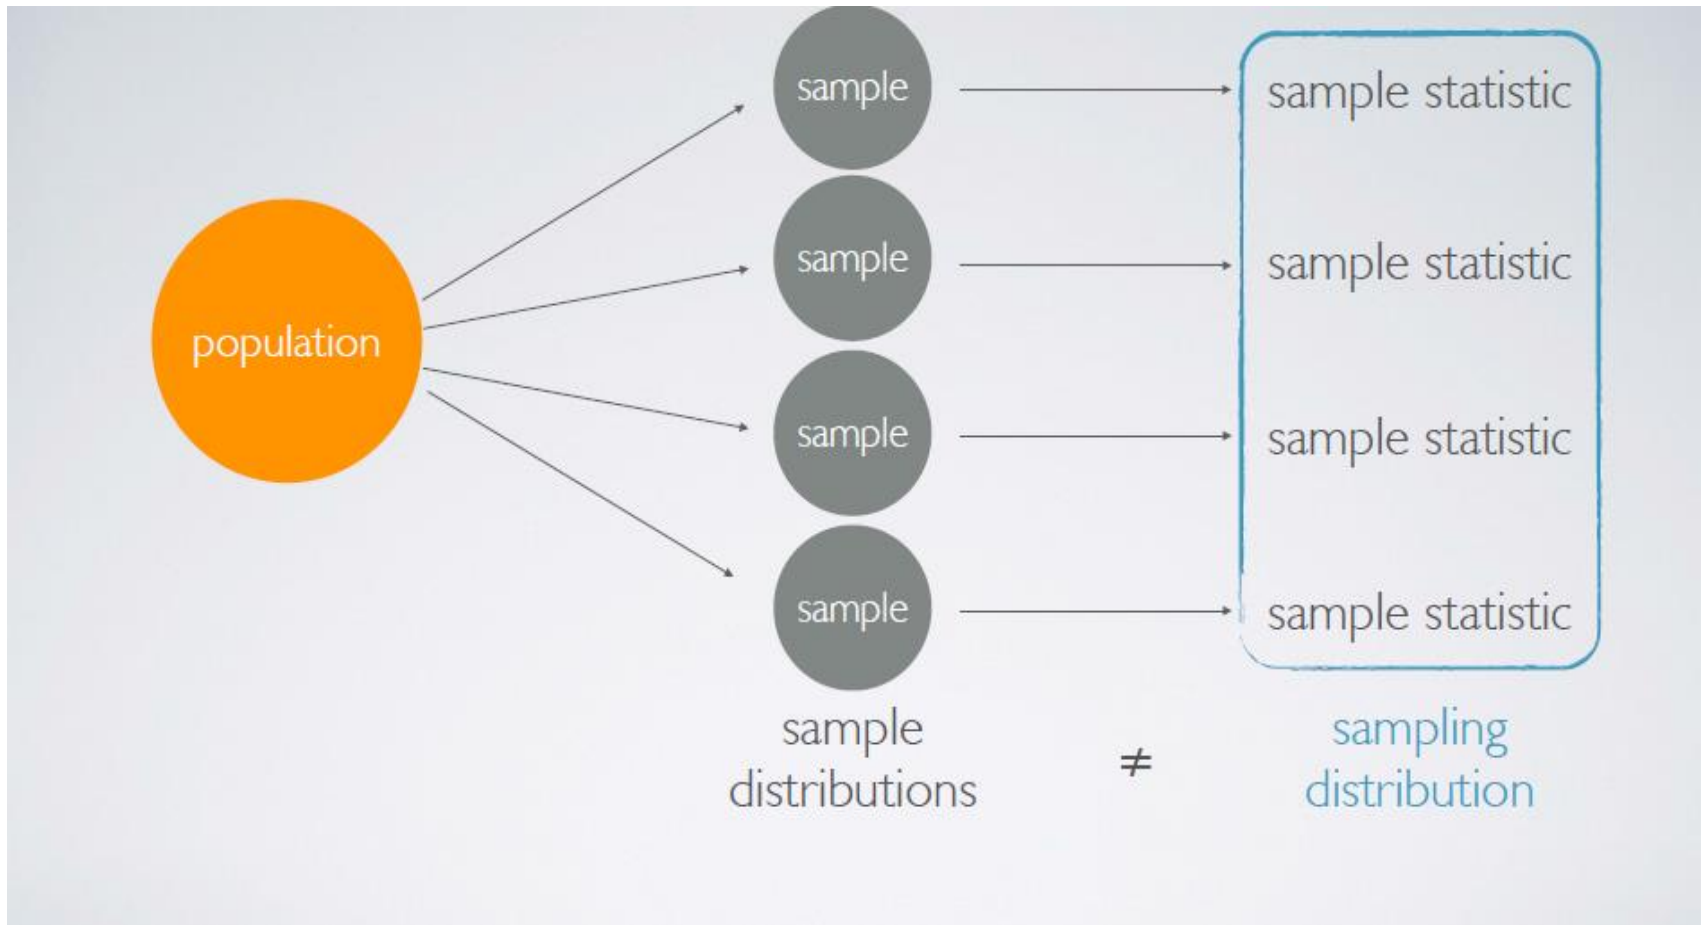 sample
sample statistic
sample
sample statistic
population
sample
sample statistic
sample
sample statistic
sample
distributions
≠
sampling
distribution